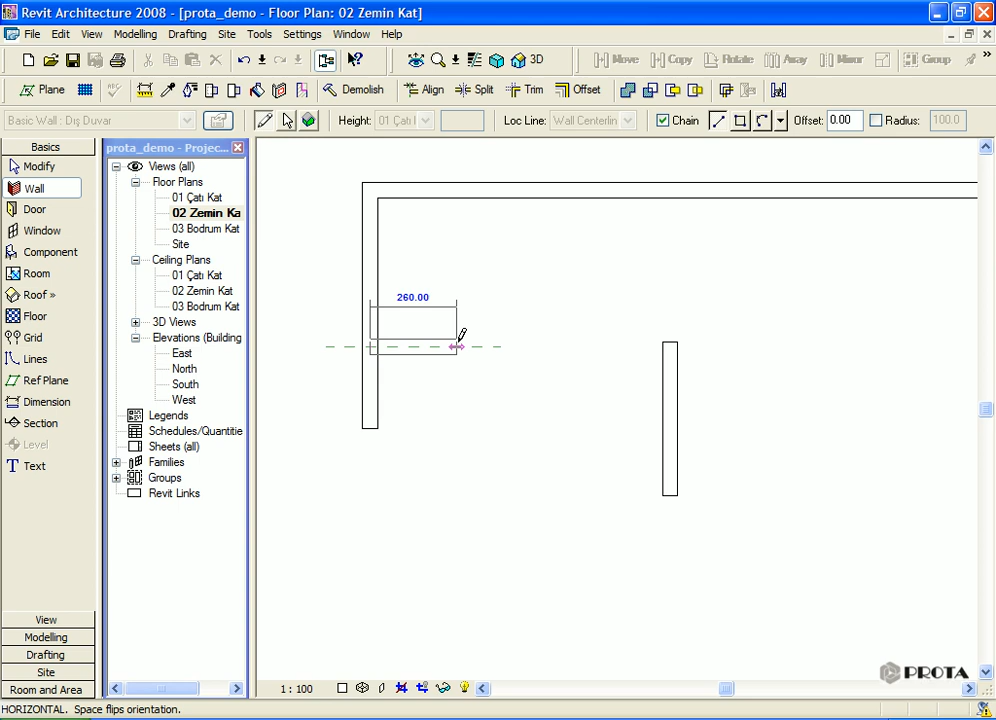 Revit Architecture 2008 - [prota_demo - Floor Plan: 02 Zemin Kat]
File Edit View Modelling Drafting Site Tools Settings Window Help
3D Move Copy Rotate Array Mirror Group
Plane Demolish Align Split Trim Offset
Basic Wall : Dış Duvar Height: 01 Çatı Loc Line: Wall Centerlin Chain Offset: 0.00 Radius: 100.0
Basics
Modify
Wall
Door
Window
Component
Room
Roof »
Floor
Grid
Lines
Ref Plane
Dimension
Section
Level
Text
View
Modelling
Drafting
Site
Room and Area
prota_demo - Projec...
Views (all)
Floor Plans
01 Çatı Kat
02 Zemin Ka
03 Bodrum Kat
Site
Ceiling Plans
01 Çatı Kat
02 Zemin Kat
03 Bodrum Kat
3D Views
Elevations (Building
East
North
South
West
Legends
Schedules/Quantitie
Sheets (all)
Families
Groups
Revit Links
260.00
PROTA
1 : 100
HORIZONTAL. Space flips orientation.